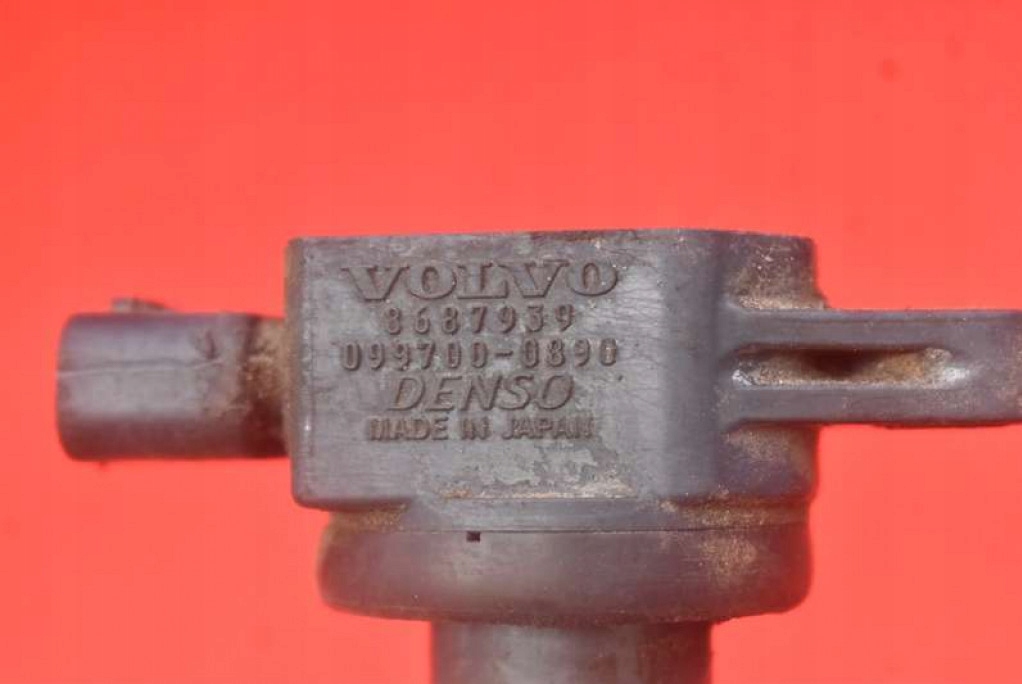 VOLVO
8687939
099700-0890
DENSO
MADE IN JAPAN